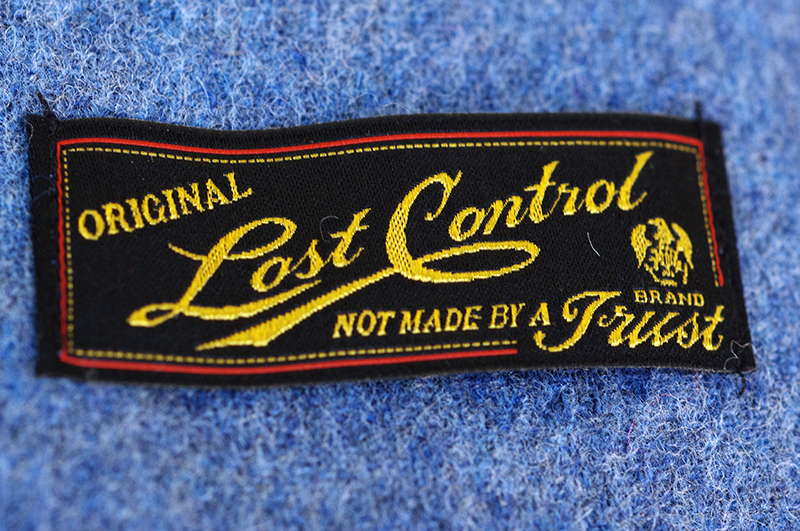 ORIGINAL
Lost Control
BRAND
NOT MADE BY A Trust